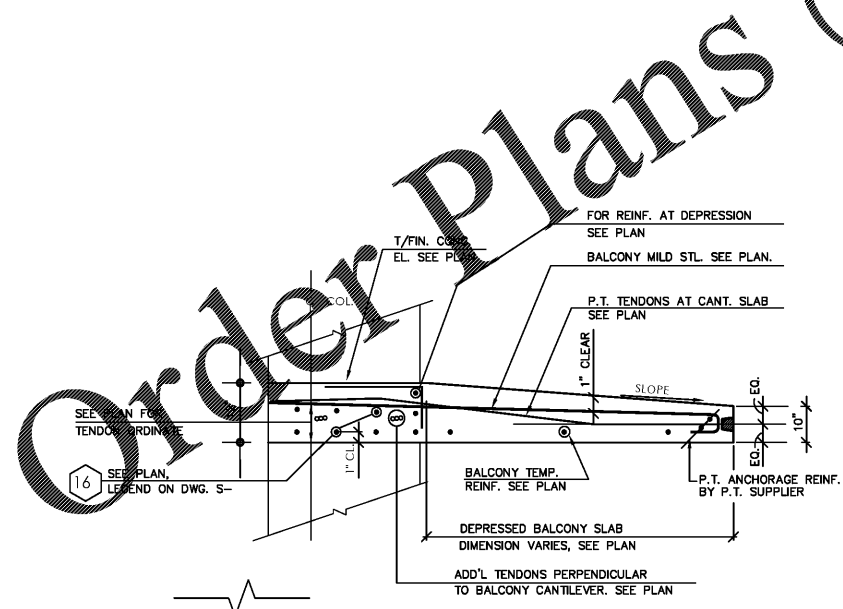 Order Plans
FOR REINF. AT DEPRESSION
SEE PLAN
T/FIN. CONC.
EL. SEE PLAN
BALCONY MILD STL. SEE PLAN.
COL.
P.T. TENDONS AT CANT. SLAB
SEE PLAN
1" CLEAR
SLOPE
EQ.
10"
EQ.
SEE PLAN FOR
TENDON ORDINATE
1" CL.
16
SEE PLAN,
LEGEND ON DWG. S-
BALCONY TEMP.
REINF. SEE PLAN
P.T. ANCHORAGE REINF.
BY P.T. SUPPLIER
DEPRESSED BALCONY SLAB
DIMENSION VARIES, SEE PLAN
ADD'L TENDONS PERPENDICULAR
TO BALCONY CANTILEVER. SEE PLAN